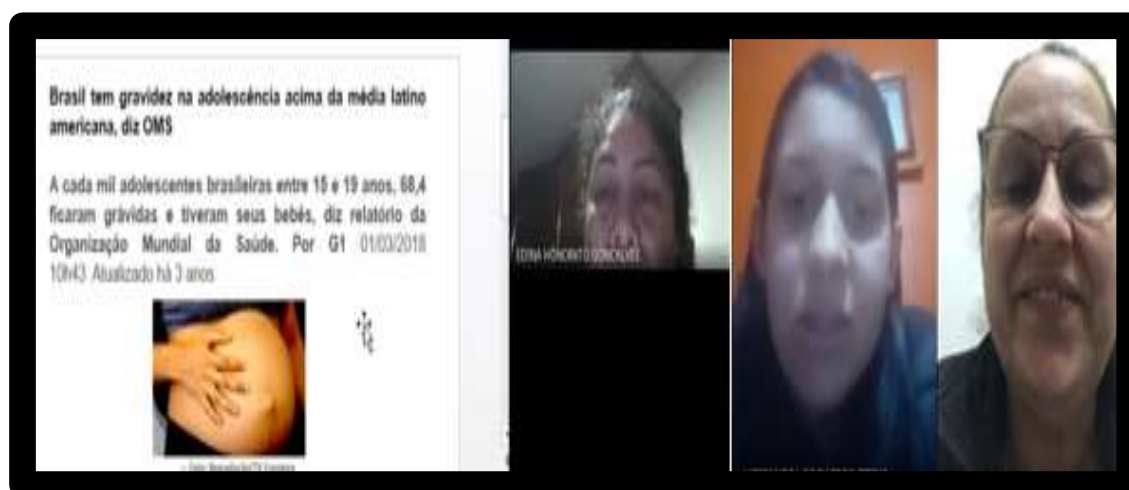 Brasil tem gravidez na adolescência acima da média latino
americana, diz OMS
A cada mil adolescentes brasileiras entre 15 e 19 anos, 68,4
ficaram grávidas e tiveram seus bebês, diz relatório da
Organização Mundial da Saúde. Por G1 01/03/2018
10h43 Atualizado há 3 anos
EDINA HONORATO GONCALVES